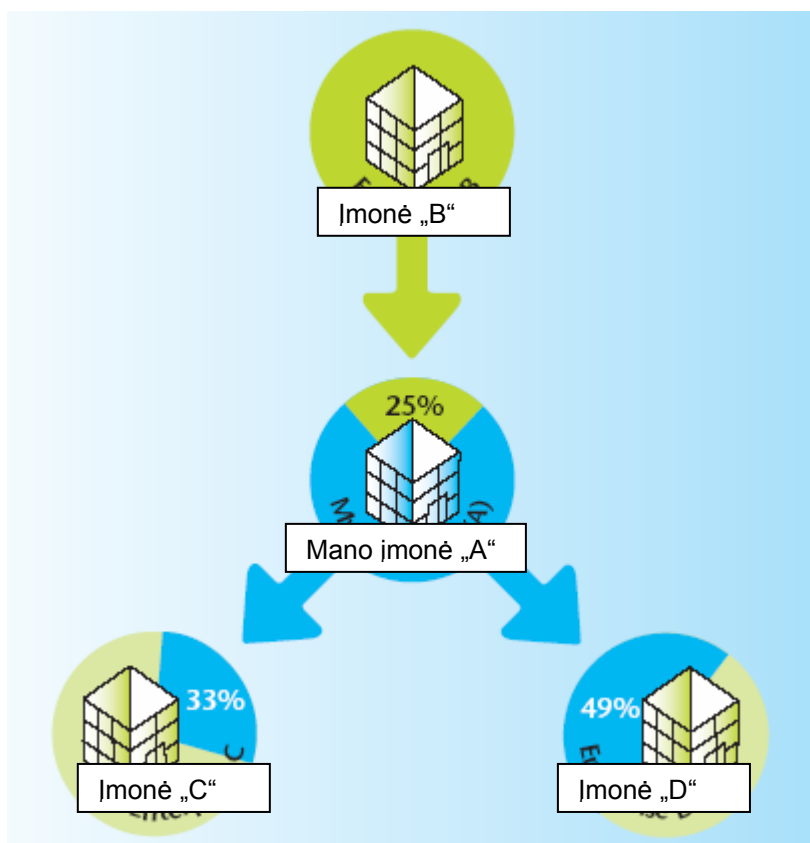 Įmonė „B“
25%
Mano įmonė „A“
33%
49%
Įmonė „C“
Įmonė „D“